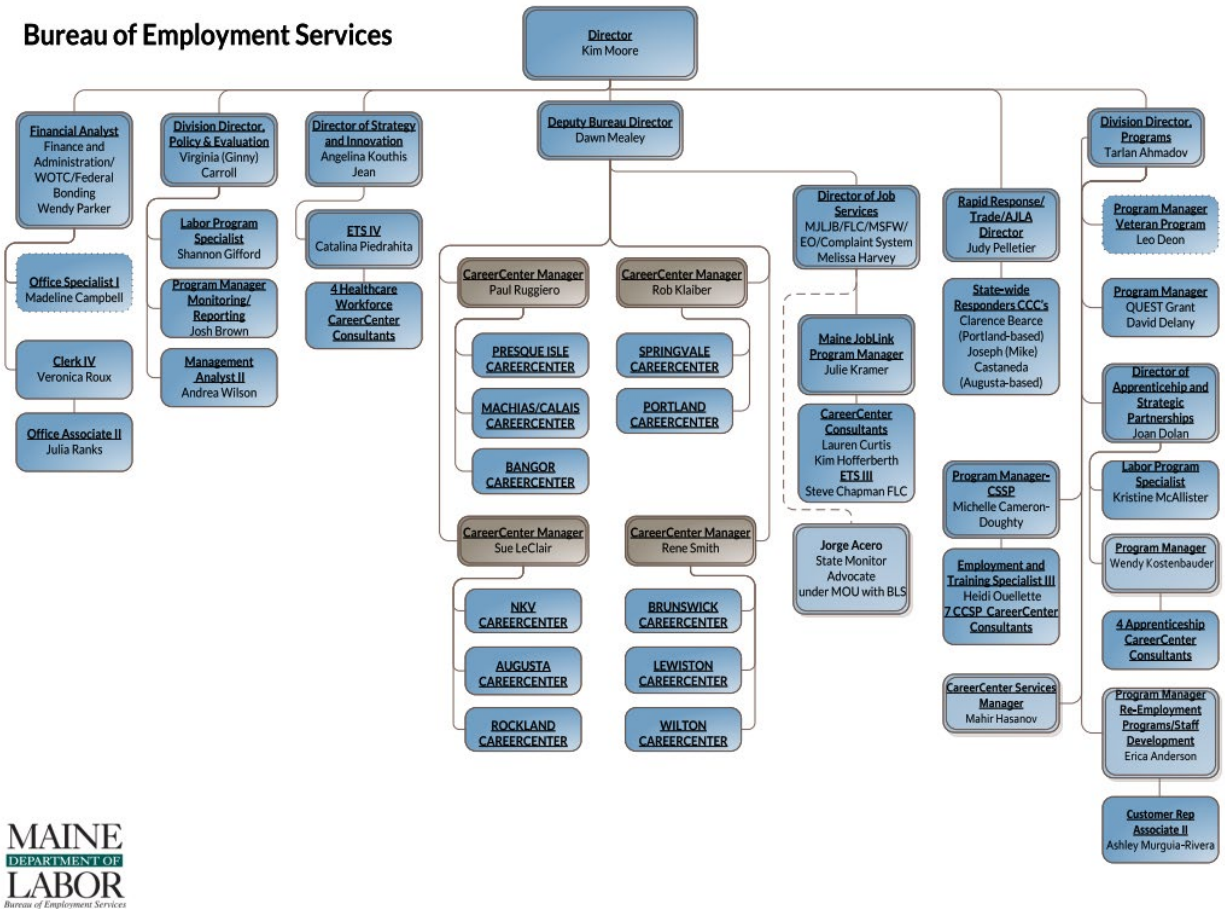 Bureau of Employment Services
Director
Kim Moore
Financial Analyst
Finance and
Administration/
WOTC/Federal
Bonding
Wendy Parker
Office Specialist I
Madeline Campbell
Clerk IV
Veronica Roux
Office Associate II
Julia Ranks
Division Director,
Policy & Evaluation
Virginia (Ginny)
Carroll
Labor Program
Specialist
Shannon Gifford
Program Manager
Monitoring/
Reporting
Josh Brown
Management
Analyst II
Andrea Wilson
Director of Strategy
and Innovation
Angelina Kouthis
Jean
ETS IV
Catalina Piedrahita
4 Healthcare
Workforce
CareerCenter
Consultants
Deputy Bureau Director
Dawn Mealey
CareerCenter Manager
Paul Ruggiero
PRESQUE ISLE
CAREERCENTER
MACHIAS/CALAIS
CAREERCENTER
BANGOR
CAREERCENTER
CareerCenter Manager
Rob Klaiber
SPRINGVALE
CAREERCENTER
PORTLAND
CAREERCENTER
CareerCenter Manager
Sue LeClair
NKV
CAREERCENTER
AUGUSTA
CAREERCENTER
ROCKLAND
CAREERCENTER
CareerCenter Manager
Rene Smith
BRUNSWICK
CAREERCENTER
LEWISTON
CAREERCENTER
WILTON
CAREERCENTER
Director of Job
Services
MJLJB/FLC/MSFW/
EO/Complaint System
Melissa Harvey
Maine JobLink
Program Manager
Julie Kramer
CareerCenter
Consultants
Lauren Curtis
Kim Hofferberth
ETS III
Steve Chapman FLC
Jorge Acero
State Monitor
Advocate
under MOU with BLS
Rapid Response/
Trade/AJLA
Director
Judy Pelletier
State-wide
Responders CCC's
Clarence Bearce
(Portland-based)
Joseph (Mike)
Castaneda
(Augusta-based)
Division Director,
Programs
Tarlan Ahmadov
Program Manager
Veteran Program
Leo Deon
Program Manager
QUEST Grant
David Delany
Director of
Apprenticehip and
Strategic
Partnerships
Joan Dolan
Labor Program
Specialist
Kristine McAllister
Program Manager
Wendy Kostenbauder
4 Apprenticeship
CareerCenter
Consultants
Program Manager-
CSSP
Michelle Cameron-
Doughty
Employment and
Training Specialist III
Heidi Ouellette
7 CCSP CareerCenter
Consultants
CareerCenter Services
Manager
Mahir Hasanov
Program Manager
Re-Employment
Programs/Staff
Development
Erica Anderson
Customer Rep
Associate II
Ashley Murguia-Rivera
MAINE
DEPARTMENT OF
LABOR
Bureau of Employment Services